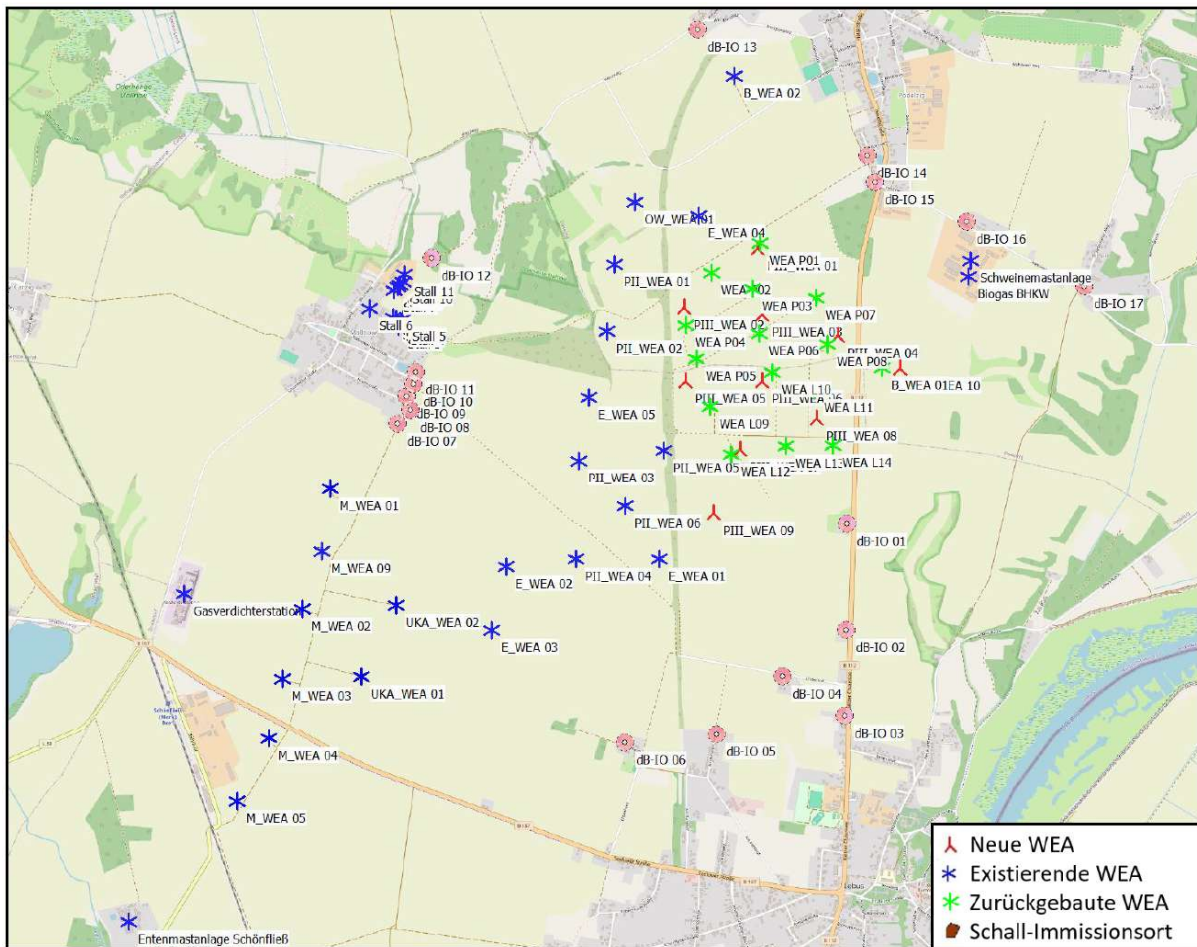 dB-IO 13
B_WEA 02
Podelzig
dB-IO 14
dB-IO 15
OW_WEA 01
E_WEA 04
dB-IO 16
dB-IO 12
WEA P01
PIII_WEA 01
Schweinemastanlage
Biogas BHKW
PII_WEA 01
Stall 11
WEA P03
dB-IO 17
Stall 6
Stall 5
PIII_WEA 02
PIII_WEA 03
WEA P07
PII_WEA 02
WEA P04
WEA P06
PIII_WEA 04
WEA P08
WEA P05
dB-IO 11
dB-IO 10
dB-IO 09
dB-IO 08
dB-IO 07
E_WEA 05
PIII_WEA 05
WEA L10
B_WEA 01
WEA L09
WEA L11
PIII_WEA 08
PII_WEA 03
PII_WEA 05
WEA L12
WEA L13
WEA L14
M_WEA 01
PII_WEA 06
PIII_WEA 09
dB-IO 01
M_WEA 09
E_WEA 02
PII_WEA 04
E_WEA 01
Gasverdichterstation
M_WEA 02
UKA_WEA 02
E_WEA 03
dB-IO 02
M_WEA 03
UKA_WEA 01
dB-IO 04
Schönfließ
dB-IO 03
M_WEA 04
dB-IO 06
dB-IO 05
M_WEA 05
Lebus
Entenmastanlage Schönfließ
Neue WEA
Existierende WEA
Zurückgebaute WEA
Schall-Immissionsort